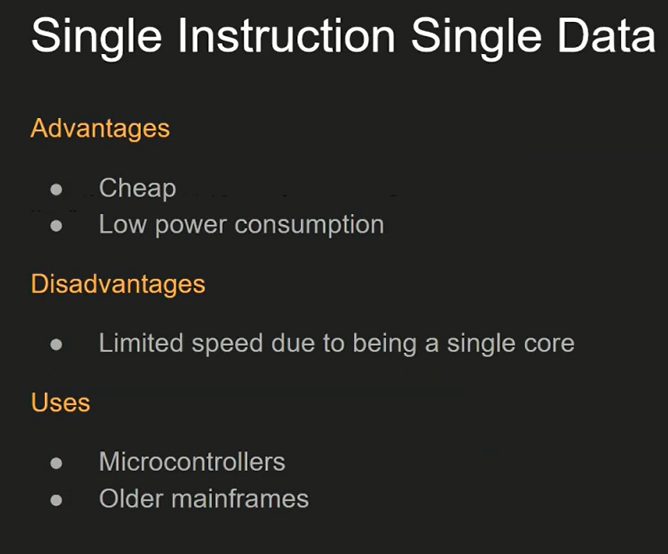 Single Instruction Single Data
Advantages
● Cheap
● Low power consumption
Disadvantages
● Limited speed due to being a single core
Uses
● Microcontrollers
● Older mainframes